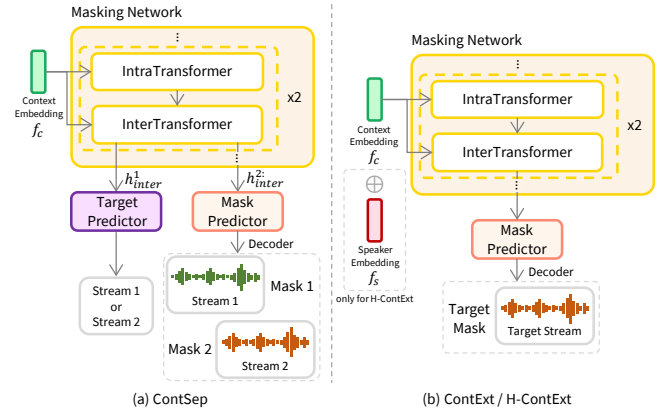 Masking Network
IntraTransformer
InterTransformer
x2
Context
Embedding
f_c
h^1_inter
h^2:_inter
Target
Predictor
Mask
Predictor
Decoder
Stream 1
or
Stream 2
Stream 1
Mask 1
Mask 2
Stream 2
(a) ContSep
Masking Network
IntraTransformer
InterTransformer
x2
Context
Embedding
f_c
⊕
Speaker
Embedding
f_s
only for H-ContExt
Mask
Predictor
Decoder
Target
Mask
Target Stream
(b) ContExt / H-ContExt